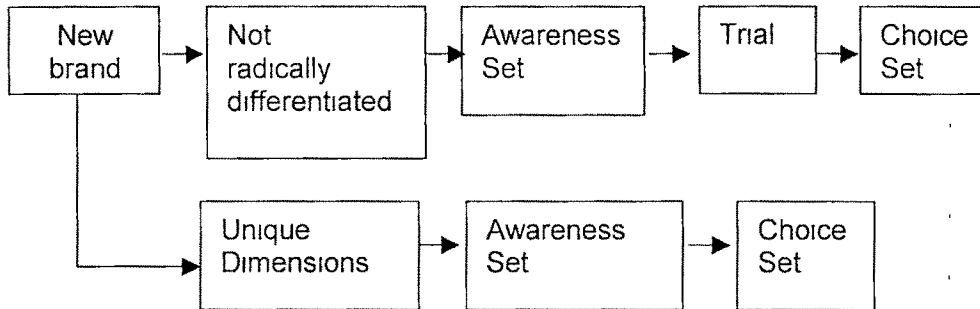 New
brand
Not
radically
differentiated
Awareness
Set
Trial
Choice
Set
Unique
Dimensions
Awareness
Set
Choice
Set